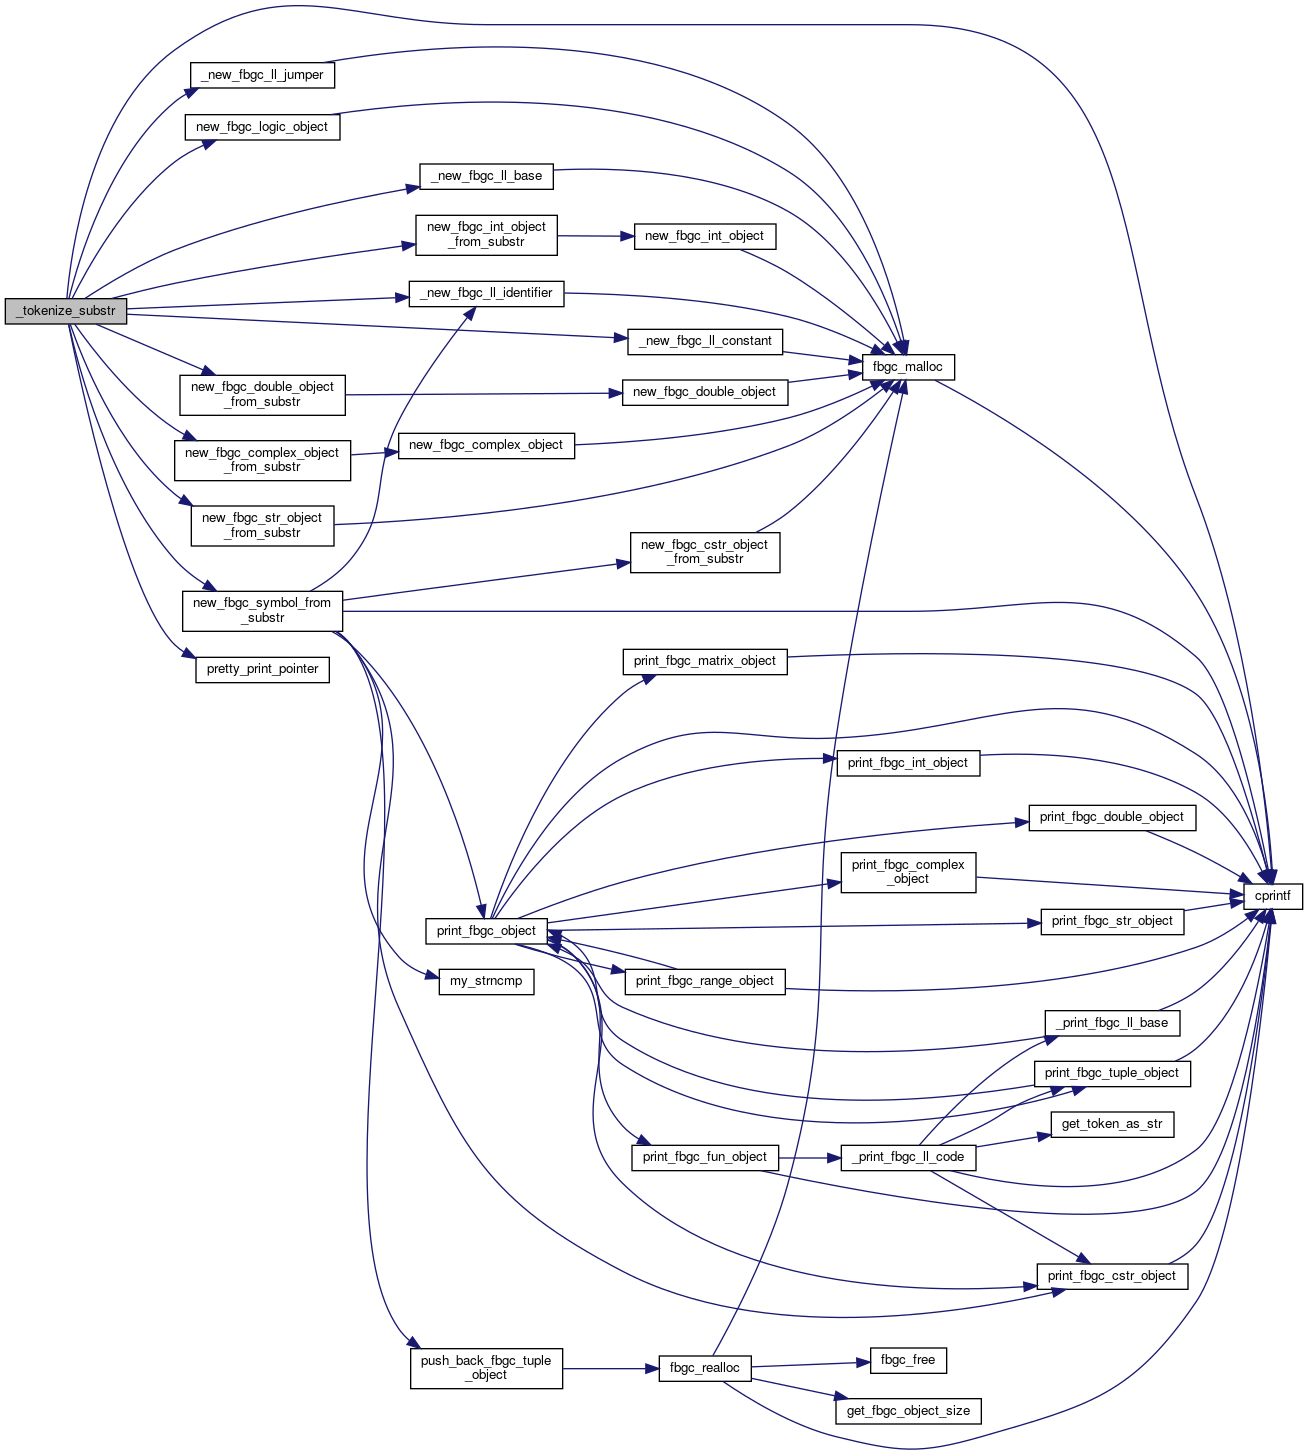 _new_fbgc_ll_jumper
new_fbgc_logic_object
_new_fbgc_ll_base
new_fbgc_int_object
_from_substr
new_fbgc_int_object
_new_fbgc_ll_identifier
_tokenize_substr
_new_fbgc_ll_constant
fbgc_malloc
new_fbgc_double_object
_from_substr
new_fbgc_double_object
new_fbgc_complex_object
_from_substr
new_fbgc_complex_object
new_fbgc_str_object
_from_substr
new_fbgc_cstr_object
_from_substr
new_fbgc_symbol_from
_substr
pretty_print_pointer
print_fbgc_matrix_object
print_fbgc_int_object
print_fbgc_double_object
print_fbgc_complex
_object
cprintf
print_fbgc_str_object
print_fbgc_object
my_strncmp
print_fbgc_range_object
_print_fbgc_ll_base
print_fbgc_tuple_object
get_token_as_str
print_fbgc_fun_object
_print_fbgc_ll_code
print_fbgc_cstr_object
push_back_fbgc_tuple
_object
fbgc_realloc
fbgc_free
get_fbgc_object_size